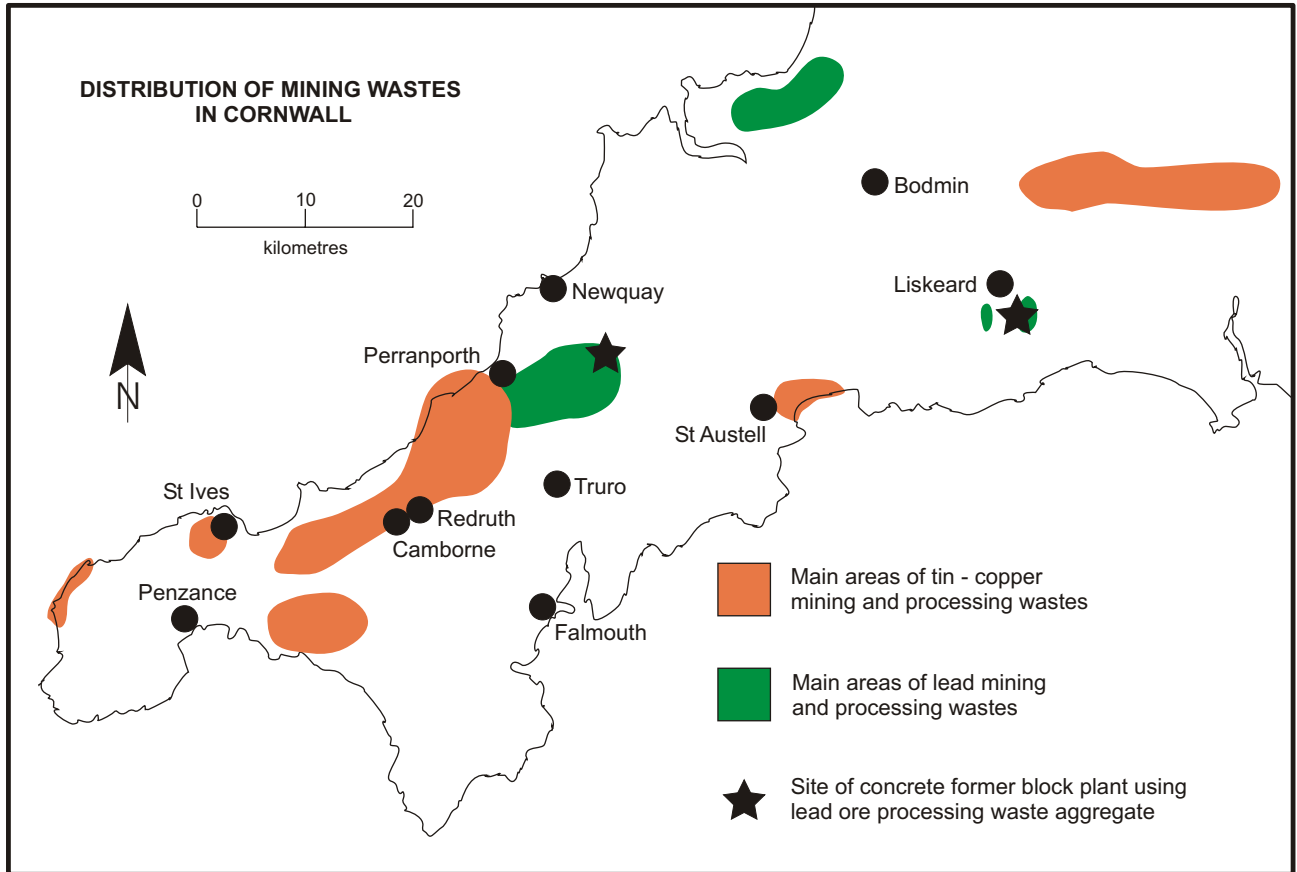 DISTRIBUTION OF MINING WASTES
IN CORNWALL
0 10 20
kilometres
N
Bodmin
Liskeard
Newquay
Perranporth
St Austell
Truro
St Ives
Redruth
Camborne
Penzance
Falmouth
Main areas of tin - copper
mining and processing wastes
Main areas of lead mining
and processing wastes
Site of concrete former block plant using
lead ore processing waste aggregate